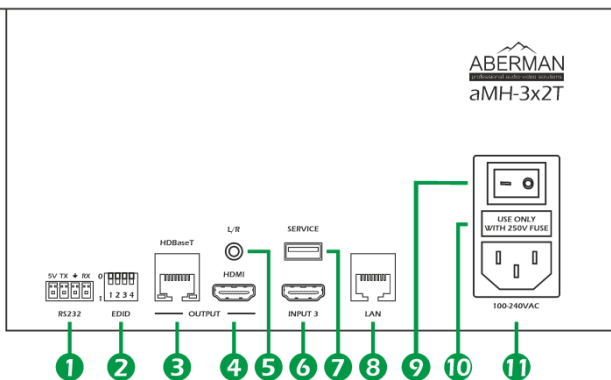 ABERMAN
professional audio-video solutions
aMH-3x2T
USE ONLY
WITH 250V FUSE
100-240VAC
L/R
SERVICE
HDBaseT
HDMI
5V TX ⏚ RX
0
1
1 2 3 4
RS232
EDID
OUTPUT
INPUT 3
LAN
1
2
3
4
5
6
7
8
9
10
11